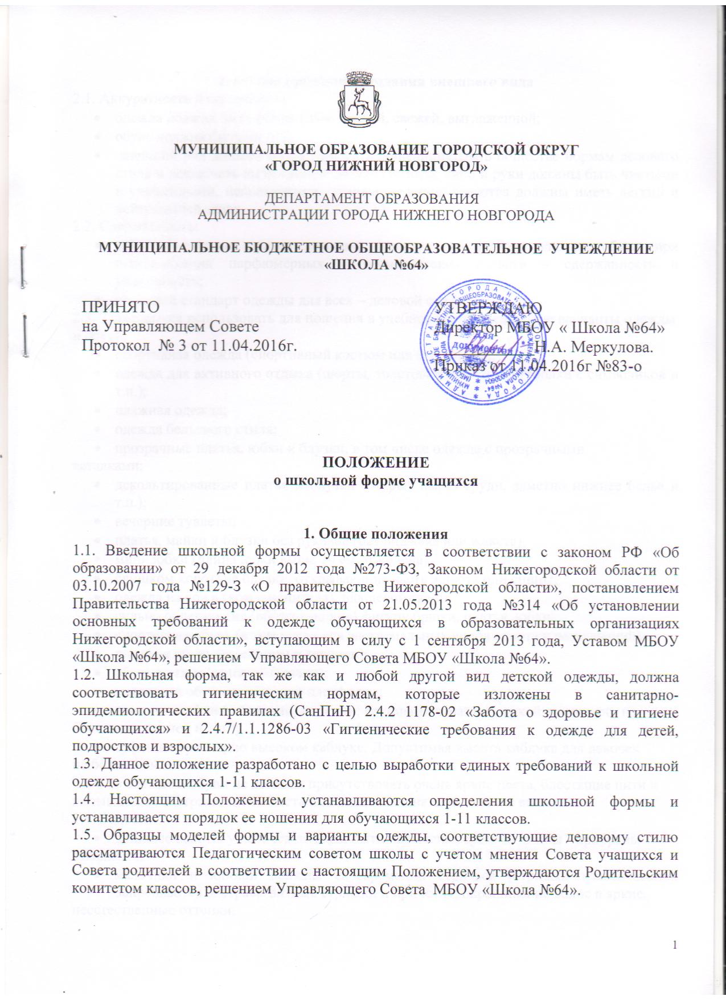 МУНИЦИПАЛЬНОЕ ОБРАЗОВАНИЕ ГОРОДСКОЙ ОКРУГ
«ГОРОД НИЖНИЙ НОВГОРОД»
ДЕПАРТАМЕНТ ОБРАЗОВАНИЯ
АДМИНИСТРАЦИИ ГОРОДА НИЖНЕГО НОВГОРОДА
МУНИЦИПАЛЬНОЕ БЮДЖЕТНОЕ ОБЩЕОБРАЗОВАТЕЛЬНОЕ УЧРЕЖДЕНИЕ
«ШКОЛА №64»
ПРИНЯТО
на Управляющем Совете
Протокол № 3 от 11.04.2016г.
УТВЕРЖДАЮ
Директор МБОУ « Школа №64»
Н.А. Меркулова.
Приказ от 11.04.2016г №83-о
для
документов
ПОЛОЖЕНИЕ
о школьной форме учащихся
1. Общие положения
1.1. Введение школьной формы осуществляется в соответствии с законом РФ «Об
образовании» от 29 декабря 2012 года №273-ФЗ, Законом Нижегородской области от
03.10.2007 года №129-З «О правительстве Нижегородской области», постановлением
Правительства Нижегородской области от 21.05.2013 года №314 «Об установлении
основных требований к одежде обучающихся в образовательных организациях
Нижегородской области», вступающим в силу с 1 сентября 2013 года, Уставом МБОУ
«Школа №64», решением Управляющего Совета МБОУ «Школа №64».
1.2. Школьная форма, так же как и любой другой вид детской одежды, должна
соответствовать гигиеническим нормам, которые изложены в санитарно-
эпидемиологических правилах (СанПиН) 2.4.2 1178-02 «Забота о здоровье и гигиене
обучающихся» и 2.4.7/1.1.1286-03 «Гигиенические требования к одежде для детей,
подростков и взрослых».
1.3. Данное положение разработано с целью выработки единых требований к школьной
одежде обучающихся 1-11 классов.
1.4. Настоящим Положением устанавливаются определения школьной формы и
устанавливается порядок ее ношения для обучающихся 1-11 классов.
1.5. Образцы моделей формы и варианты одежды, соответствующие деловому стилю
рассматриваются Педагогическим советом школы с учетом мнения Совета учащихся и
Совета родителей в соответствии с настоящим Положением, утверждаются Родительским
комитетом классов, решением Управляющего Совета МБОУ «Школа №64».
1